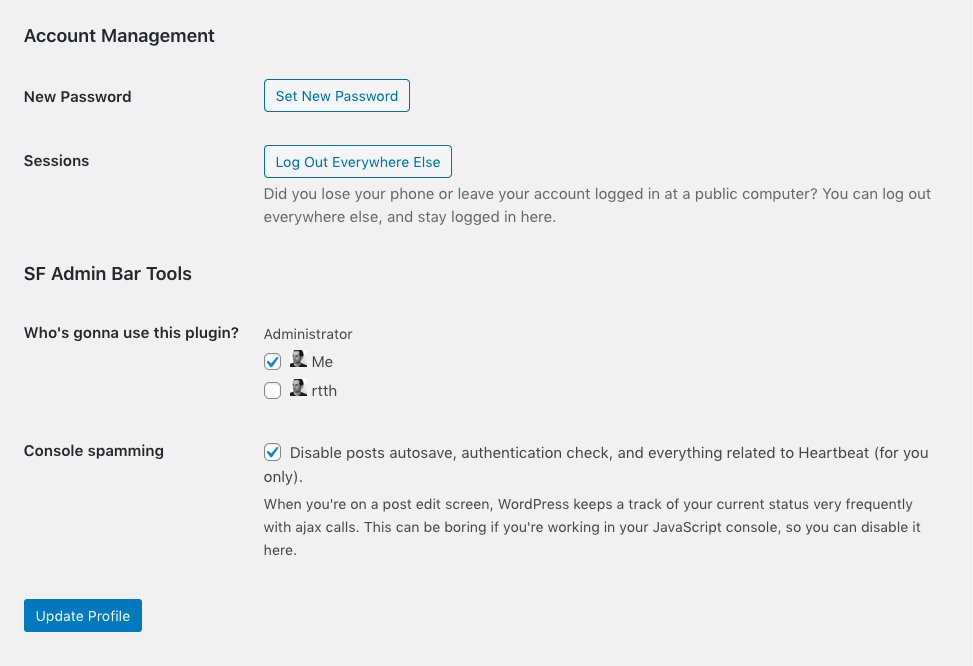 Account Management
New Password
Set New Password
Sessions
Log Out Everywhere Else
Did you lose your phone or leave your account logged in at a public computer? You can log out
everywhere else, and stay logged in here.
SF Admin Bar Tools
Who's gonna use this plugin?
Administrator
Me
rtth
Console spamming
Disable posts autosave, authentication check, and everything related to Heartbeat (for you
only).
When you're on a post edit screen, WordPress keeps a track of your current status very frequently
with ajax calls. This can be boring if you're working in your JavaScript console, so you can disable it
here.
Update Profile